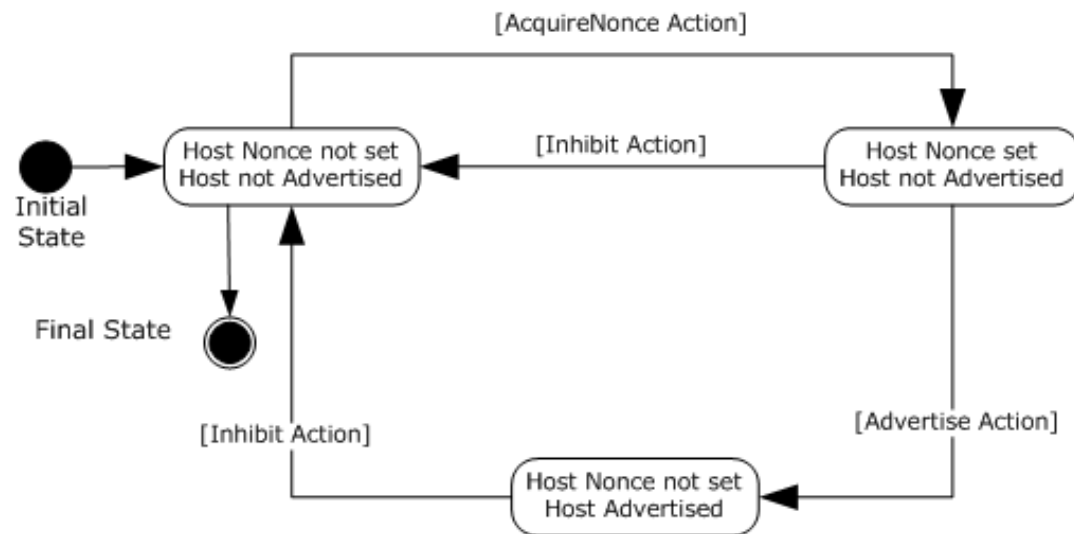 [AcquireNonce Action]
Host Nonce not set
Host not Advertised
[Inhibit Action]
Host Nonce set
Host not Advertised
Initial
State
Final State
[Inhibit Action]
[Advertise Action]
Host Nonce not set
Host Advertised